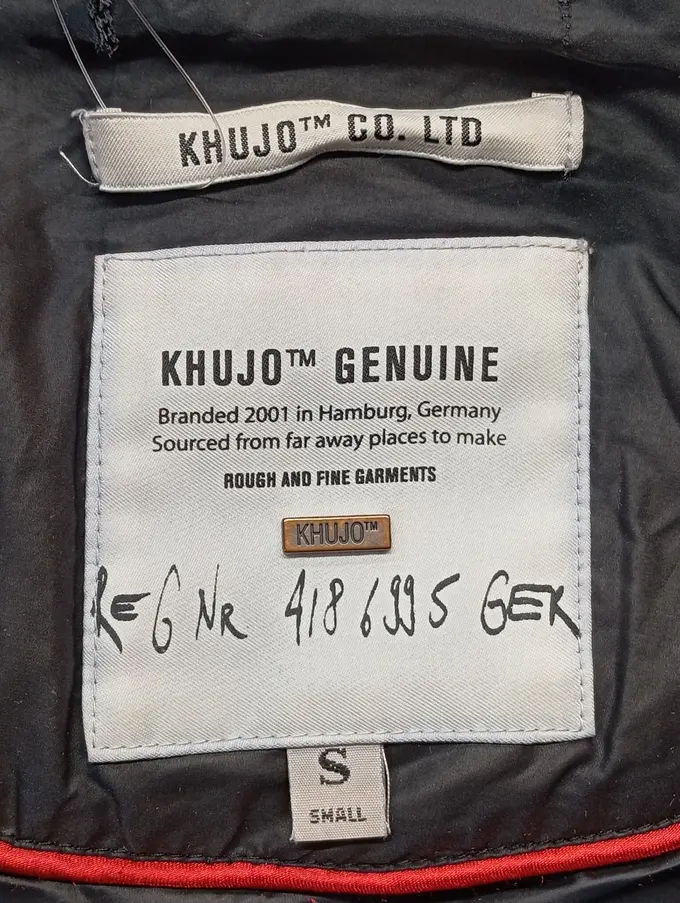 KHUJO™ CO. LTD
KHUJO™ GENUINE
Branded 2001 in Hamburg, Germany
Sourced from far away places to make
ROUGH AND FINE GARMENTS
KHUJO™
REG NR 4186995 GER
S
SMALL